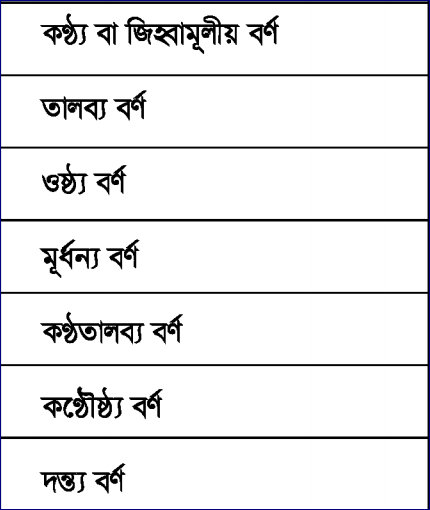 কণ্ঠ্য বা জিহ্বামূলীয় বর্ণ
তালব্য বর্ণ
ওষ্ঠ্য বর্ণ
মূর্ধন্য বর্ণ
কণ্ঠতালব্য বর্ণ
কণ্ঠৌষ্ঠ্য বর্ণ
দন্ত্য বর্ণ